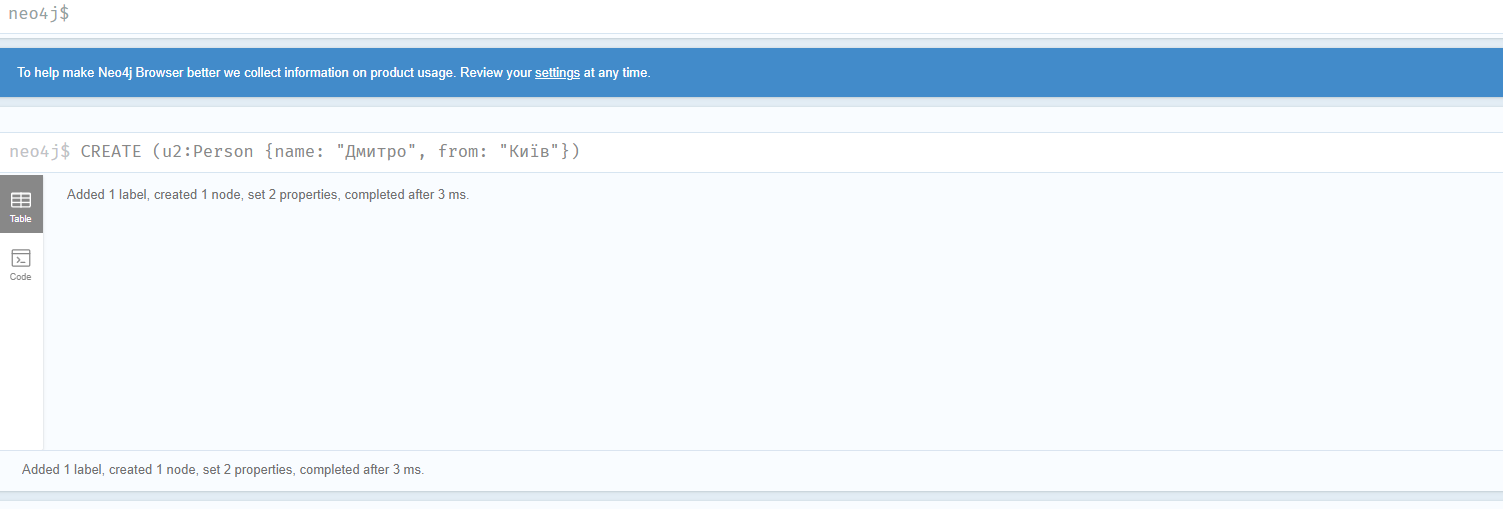 neo4j$
To help make Neo4j Browser better we collect information on product usage. Review your settings at any time.
neo4j$ CREATE (u2:Person {name: "Дмитро", from: "Київ"})
Table
Added 1 label, created 1 node, set 2 properties, completed after 3 ms.
Code
Added 1 label, created 1 node, set 2 properties, completed after 3 ms.